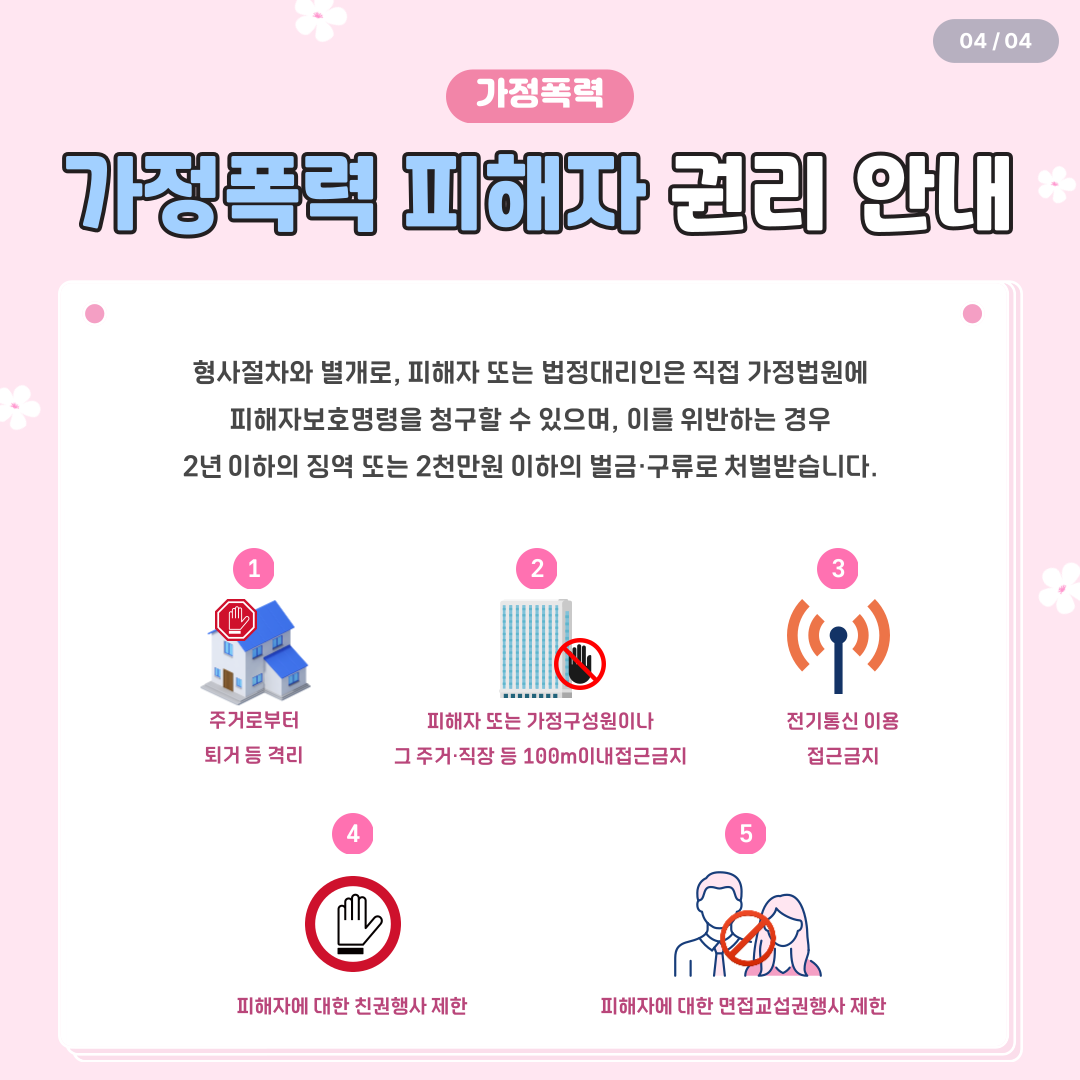 04 / 04
가정폭력
가정폭력 피해자 권리 안내
형사절차와 별개로, 피해자 또는 법정대리인은 직접 가정법원에
피해자보호명령을 청구할 수 있으며, 이를 위반하는 경우
2년 이하의 징역 또는 2천만원 이하의 벌금·구류로 처벌받습니다.
1
주거로부터
퇴거 등 격리
2
피해자 또는 가정구성원이나
그 주거·직장 등 100m이내접근금지
3
전기통신 이용
접근금지
4
피해자에 대한 친권행사 제한
5
피해자에 대한 면접교섭권행사 제한